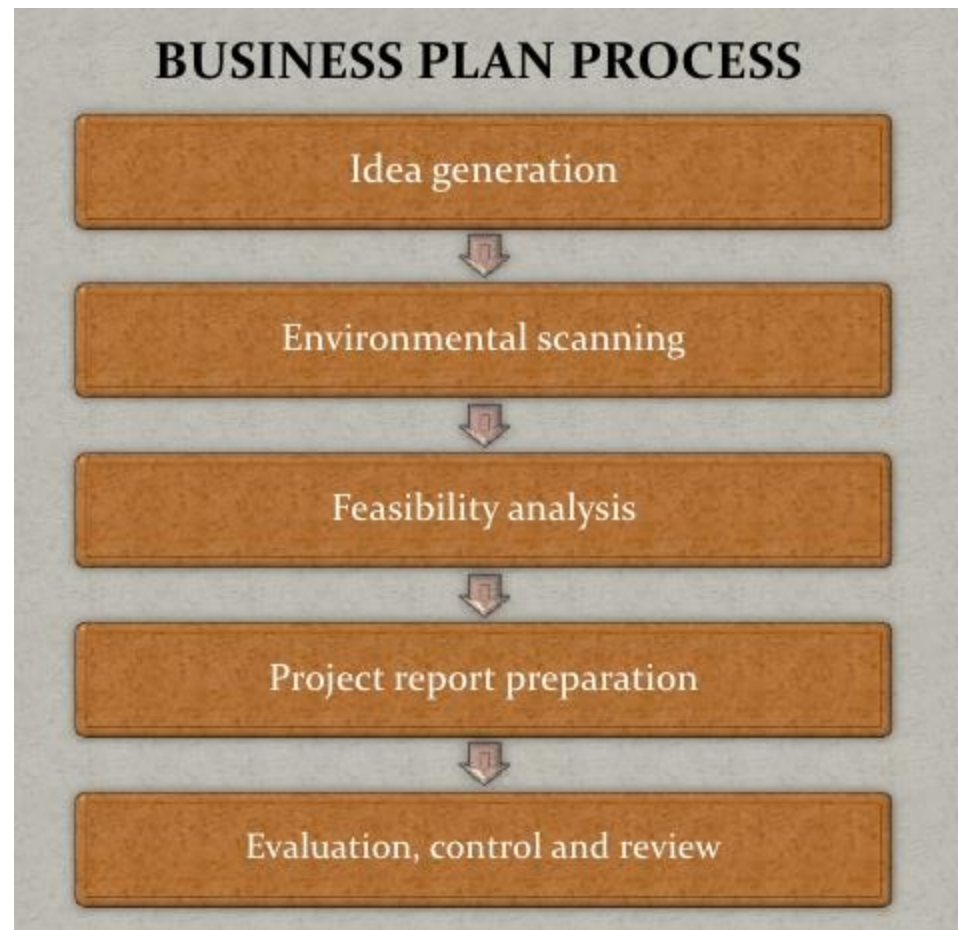 BUSINESS PLAN PROCESS
Idea generation
Environmental scanning
Feasibility analysis
Project report preparation
Evaluation, control and review